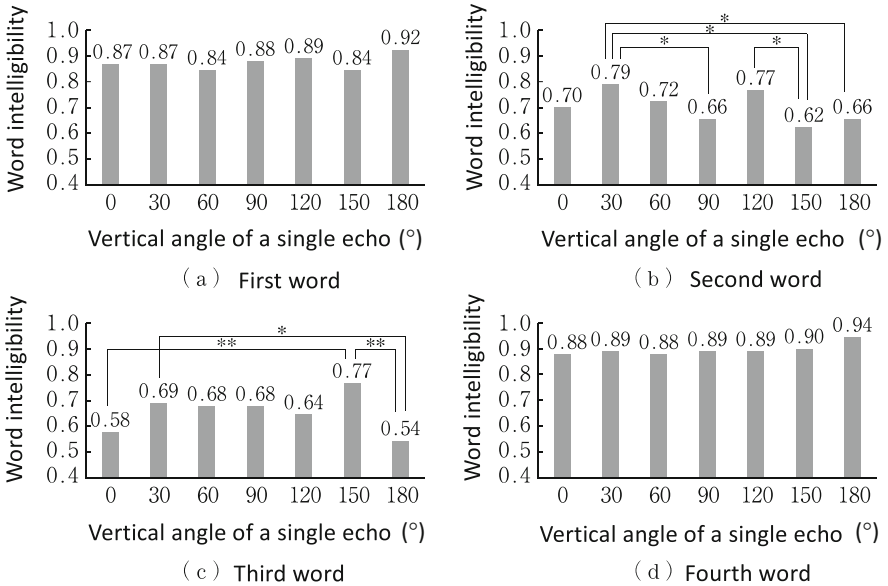 Word intelligibility
1.0
0.9
0.8
0.7
0.6
0.5
0.4
0.87 0.87 0.84 0.88 0.89 0.84 0.92
0 30 60 90 120 150 180
Vertical angle of a single echo (°)
(a) First word
Word intelligibility
1.0
0.9
0.8
0.7
0.6
0.5
0.4
*
*
* *
0.70 0.79 0.72 0.66 0.77 0.62 0.66
0 30 60 90 120 150 180
Vertical angle of a single echo (°)
(b) Second word
Word intelligibility
1.0
0.9
0.8
0.7
0.6
0.5
0.4
*
** **
0.58 0.69 0.68 0.68 0.64 0.77 0.54
0 30 60 90 120 150 180
Vertical angle of a single echo (°)
(c) Third word
Word intelligibility
1.0
0.9
0.8
0.7
0.6
0.5
0.4
0.88 0.89 0.88 0.89 0.89 0.90 0.94
0 30 60 90 120 150 180
Vertical angle of a single echo (°)
(d) Fourth word